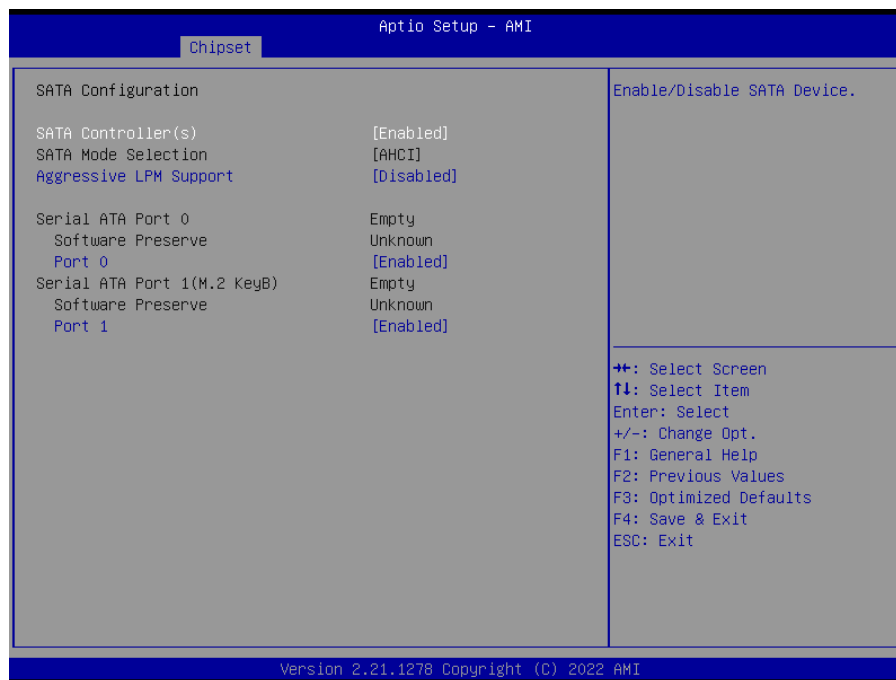 Aptio Setup – AMI
Chipset
SATA Configuration
SATA Controller(s) [Enabled]
SATA Mode Selection [AHCI]
Aggressive LPM Support [Disabled]
Serial ATA Port 0 Empty
Software Preserve Unknown
Port 0 [Enabled]
Serial ATA Port 1(M.2 KeyB) Empty
Software Preserve Unknown
Port 1 [Enabled]
Enable/Disable SATA Device.
→←: Select Screen
↑↓: Select Item
Enter: Select
+/-: Change Opt.
F1: General Help
F2: Previous Values
F3: Optimized Defaults
F4: Save & Exit
ESC: Exit
Version 2.21.1278 Copyright (C) 2022 AMI